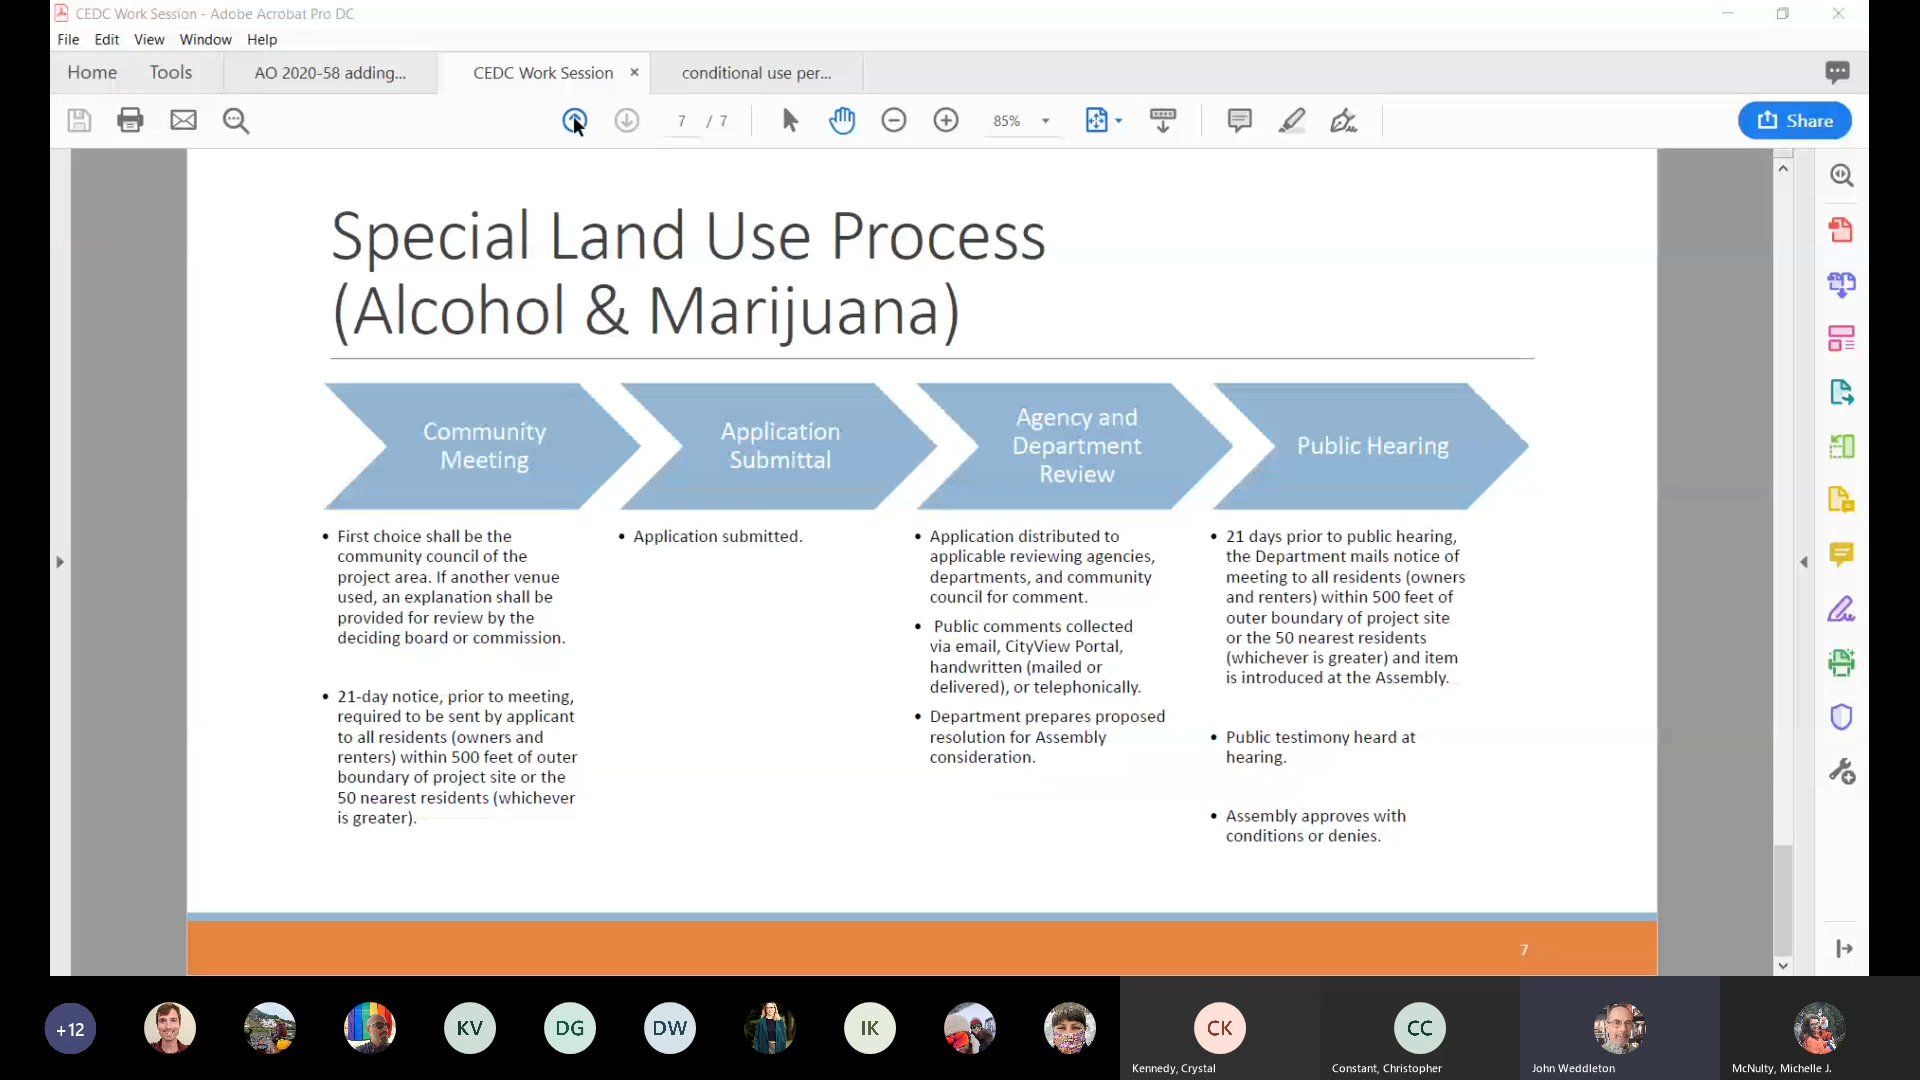 CEDC Work Session - Adobe Acrobat Pro DC
File Edit View Window Help
Home Tools AO 2020-58 adding... CEDC Work Session × conditional use per...
7 / 7 85% Share
Special Land Use Process
(Alcohol & Marijuana)
Community
Meeting
Application
Submittal
Agency and
Department
Review
Public Hearing
• First choice shall be the
community council of the
project area. If another venue
used, an explanation shall be
provided for review by the
deciding board or commission.
• 21-day notice, prior to meeting,
required to be sent by applicant
to all residents (owners and
renters) within 500 feet of outer
boundary of project site or the
50 nearest residents (whichever
is greater).
• Application submitted.
• Application distributed to
applicable reviewing agencies,
departments, and community
council for comment.
• Public comments collected
via email, CityView Portal,
handwritten (mailed or
delivered), or telephonically.
• Department prepares proposed
resolution for Assembly
consideration.
• 21 days prior to public hearing,
the Department mails notice of
meeting to all residents (owners
and renters) within 500 feet of
outer boundary of project site
or the 50 nearest residents
(whichever is greater) and item
is introduced at the Assembly.
• Public testimony heard at
hearing.
• Assembly approves with
conditions or denies.
7
+12 KV DG DW IK CK CC
Kennedy, Crystal Constant, Christopher John Weddleton McNulty, Michelle J.